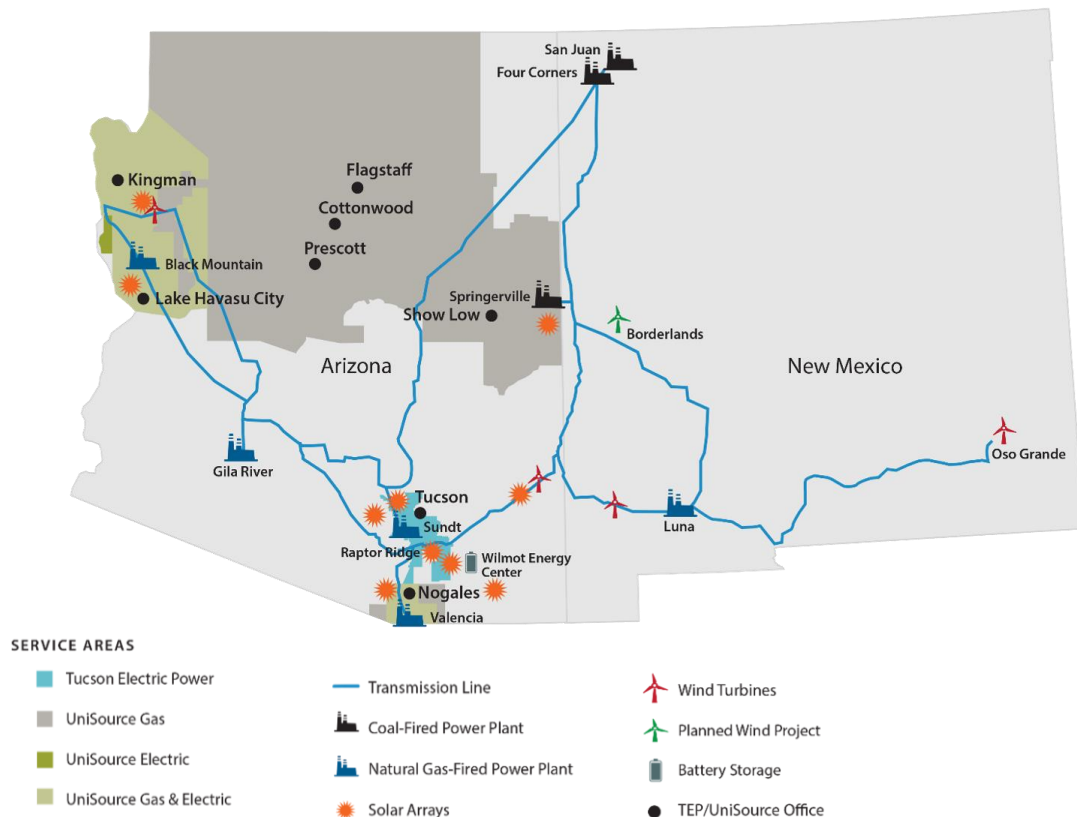 San Juan
Four Corners
Kingman
Flagstaff
Cottonwood
Prescott
Black Mountain
Lake Havasu City
Springerville
Show Low
Borderlands
Arizona
New Mexico
Gila River
Oso Grande
Tucson
Sundt
Luna
Raptor Ridge
Wilmot Energy
Center
Nogales
Valencia
SERVICE AREAS
Tucson Electric Power
UniSource Gas
UniSource Electric
UniSource Gas & Electric
Transmission Line
Coal-Fired Power Plant
Natural Gas-Fired Power Plant
Solar Arrays
Wind Turbines
Planned Wind Project
Battery Storage
TEP/UniSource Office